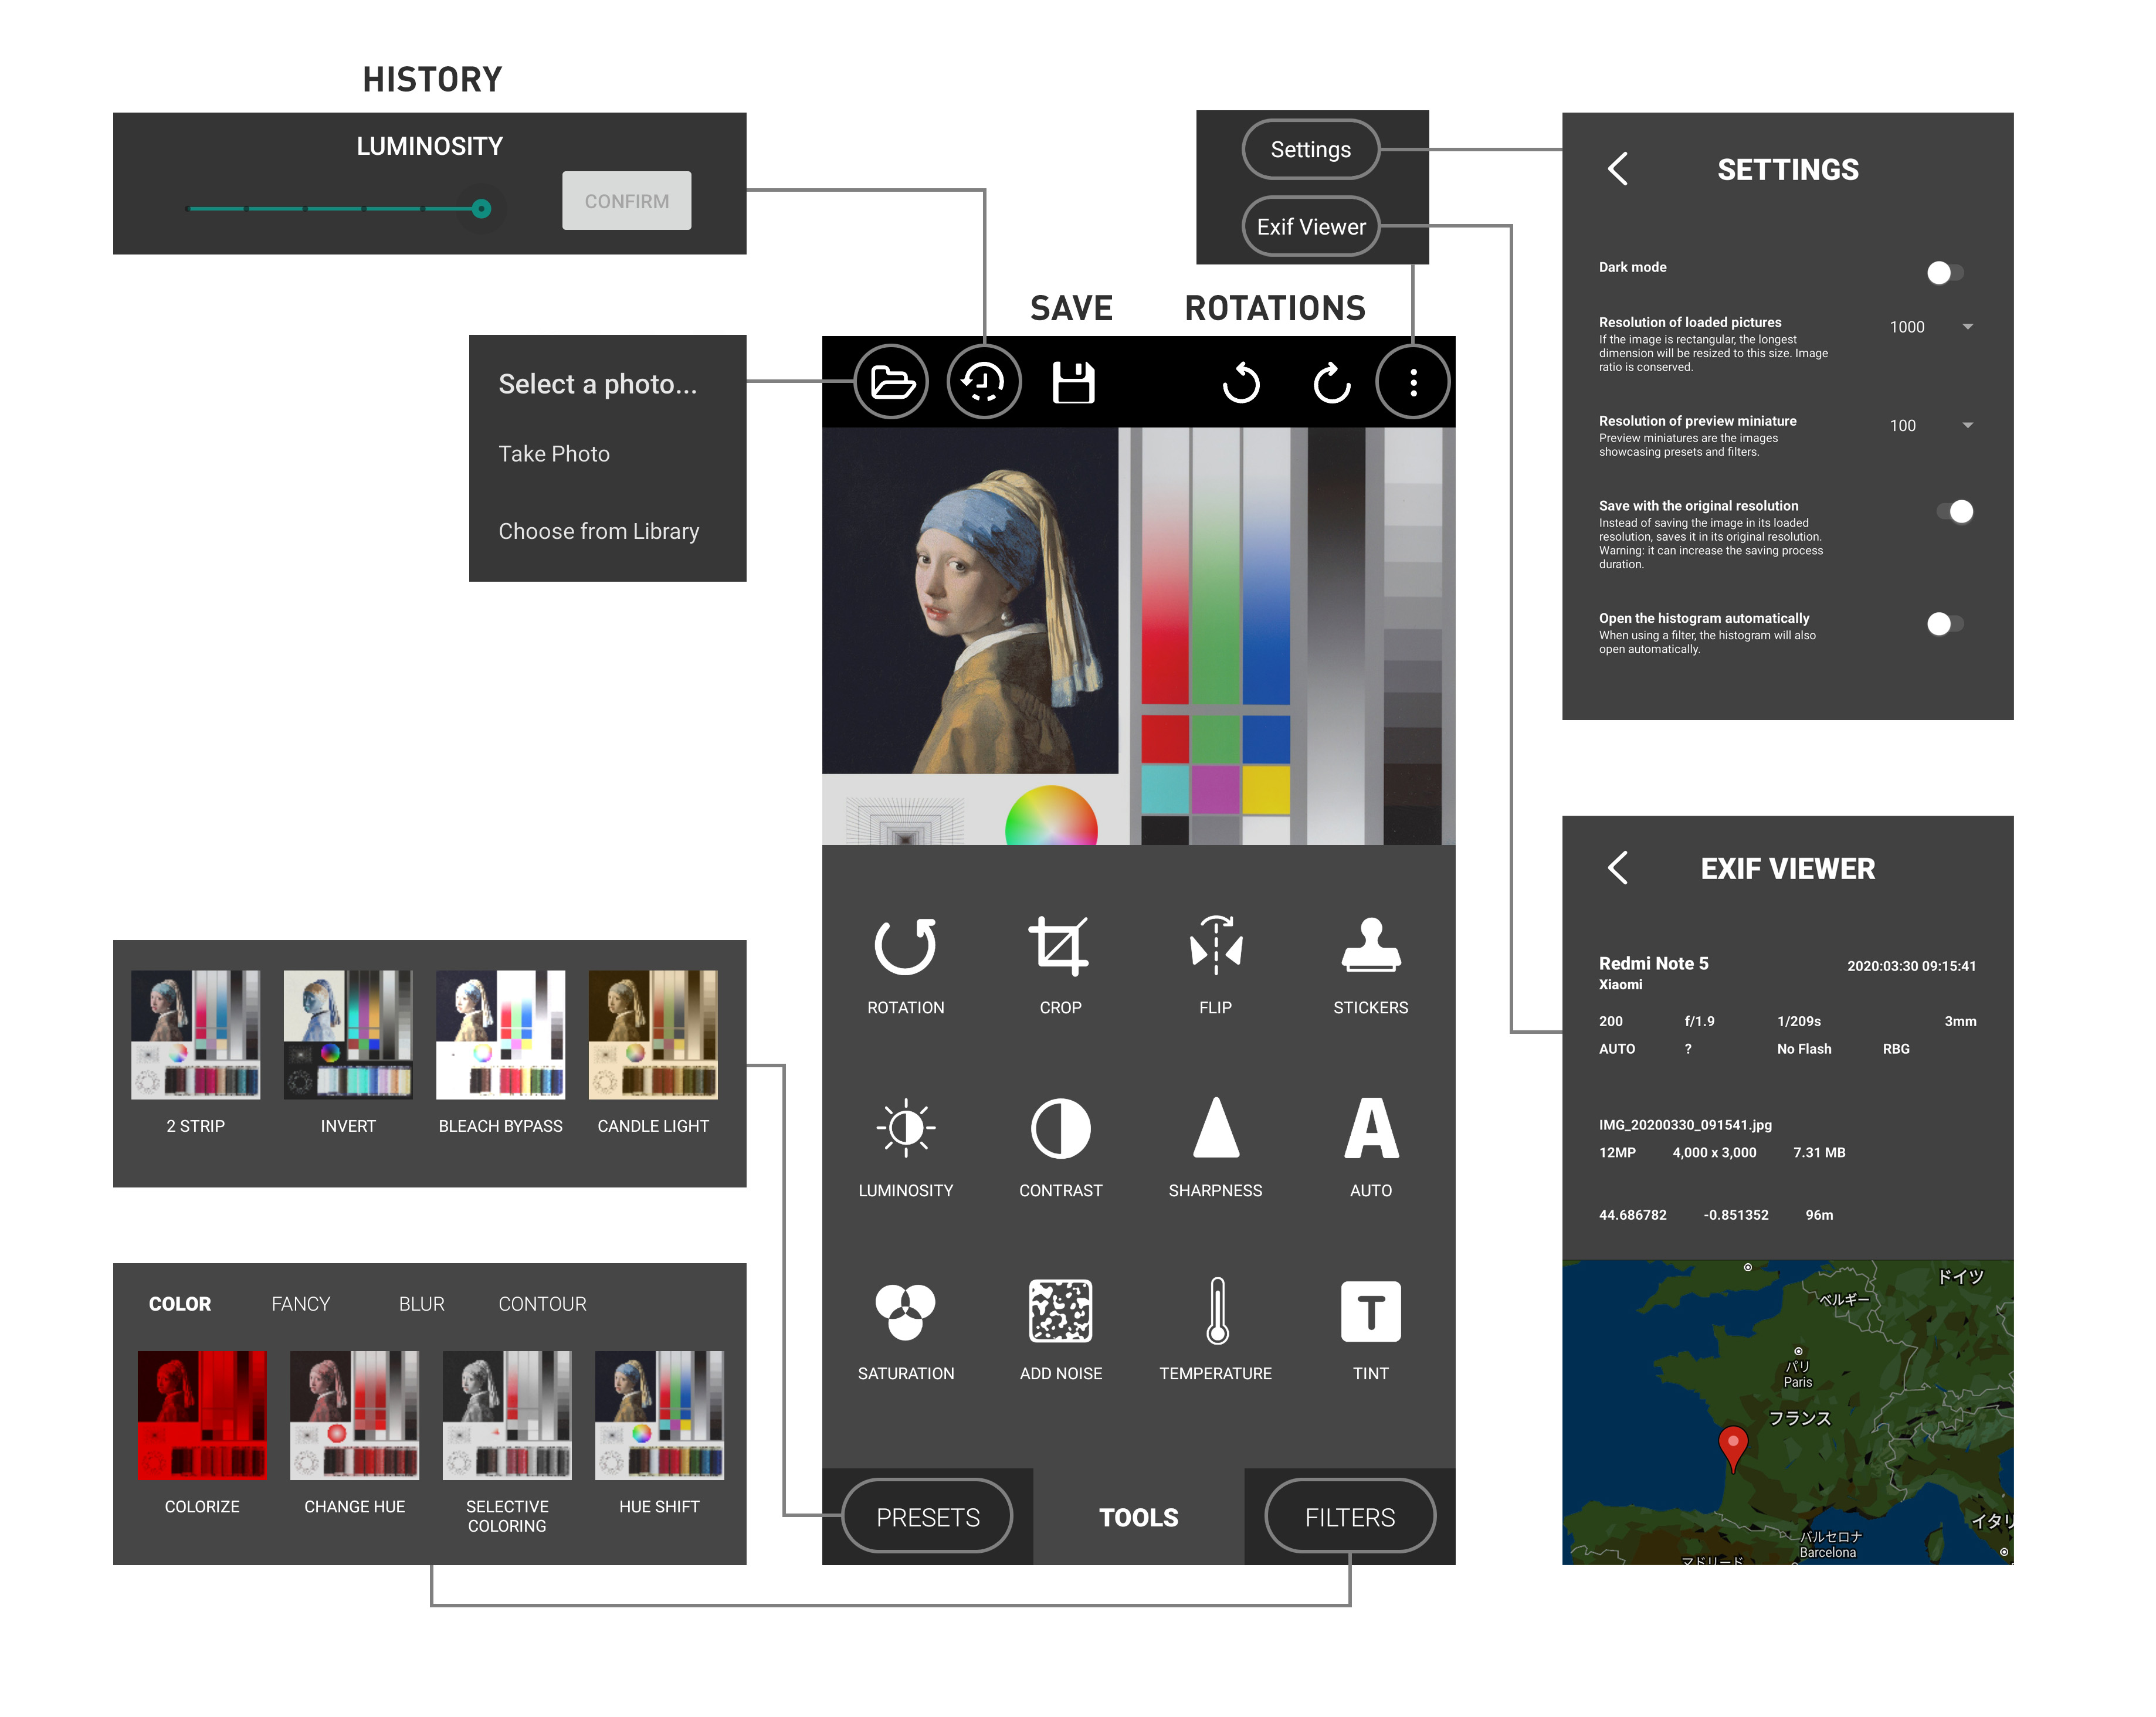 HISTORY
LUMINOSITY
CONFIRM
Select a photo...
Take Photo
Choose from Library
Settings
Exif Viewer
SAVE
ROTATIONS
SETTINGS
Dark mode
Resolution of loaded pictures
1000
If the image is rectangular, the longest
dimension will be resized to this size. Image
ratio is conserved.
Resolution of preview miniature
100
Preview miniatures are the images
showcasing presets and filters.
Save with the original resolution
Instead of saving the image in its loaded
resolution, saves it in its original resolution.
Warning: it can increase the saving process
duration.
Open the histogram automatically
When using a filter, the histogram will also
open automatically.
ROTATION
CROP
FLIP
STICKERS
LUMINOSITY
CONTRAST
SHARPNESS
A
AUTO
SATURATION
ADD NOISE
TEMPERATURE
T
TINT
PRESETS
TOOLS
FILTERS
2 STRIP
INVERT
BLEACH BYPASS
CANDLE LIGHT
COLOR
FANCY
BLUR
CONTOUR
COLORIZE
CHANGE HUE
SELECTIVE
COLORING
HUE SHIFT
EXIF VIEWER
Redmi Note 5
2020:03:30 09:15:41
Xiaomi
200 f/1.9 1/209s 3mm
AUTO ? No Flash RBG
IMG_20200330_091541.jpg
12MP 4,000 x 3,000 7.31 MB
44.686782 -0.851352 96m
ドイツ
ベルギー
パリ
Paris
フランス
イタリ
バルセロナ
Barcelona
マドリード